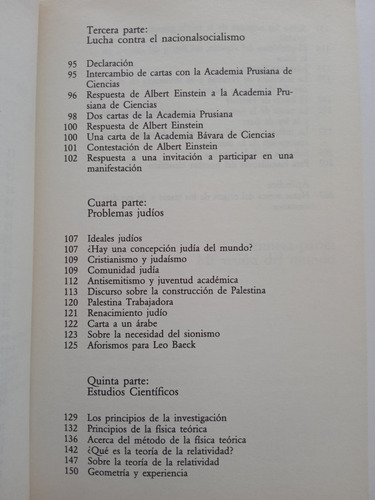 Tercera parte:
Lucha contra el nacionalsocialismo
95 Declaración
95 Intercambio de cartas con la Academia Prusiana de
Ciencias
96 Respuesta de Albert Einstein a la Academia Pru-
siana de Ciencias
98 Dos cartas de la Academia Prusiana
100 Respuesta de Albert Einstein
100 Una carta de la Academia Bávara de Ciencias
101 Contestación de Albert Einstein
102 Respuesta a una invitación a participar en una
manifestación
Cuarta parte:
Problemas judíos
107 Ideales judíos
107 ¿Hay una concepción judía del mundo?
109 Cristianismo y judaísmo
109 Comunidad judía
112 Antisemitismo y juventud académica
113 Discurso sobre la construcción de Palestina
120 Palestina Trabajadora
121 Renacimiento judío
122 Carta a un árabe
123 Sobre la necesidad del sionismo
125 Aforismos para Leo Baeck
Quinta parte:
Estudios Científicos
129 Los principios de la investigación
132 Principios de la física teórica
136 Acerca del método de la física teórica
142 ¿Qué es la teoría de la relatividad?
147 Sobre la teoría de la relatividad
150 Geometría y experiencia